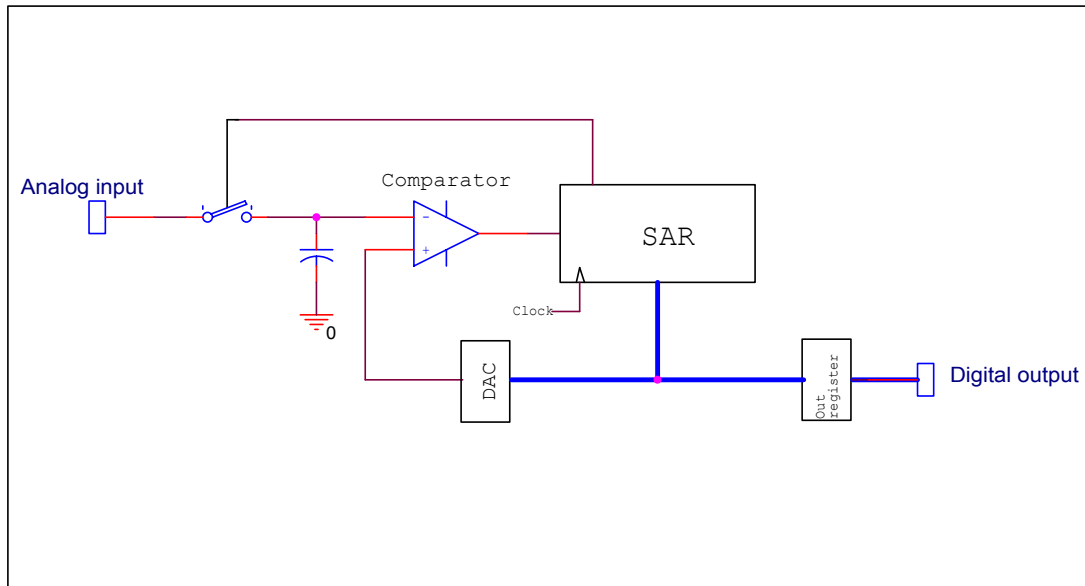 Analog input
Comparator
-
+
SAR
Clock
0
DAC
Out
register
Digital output